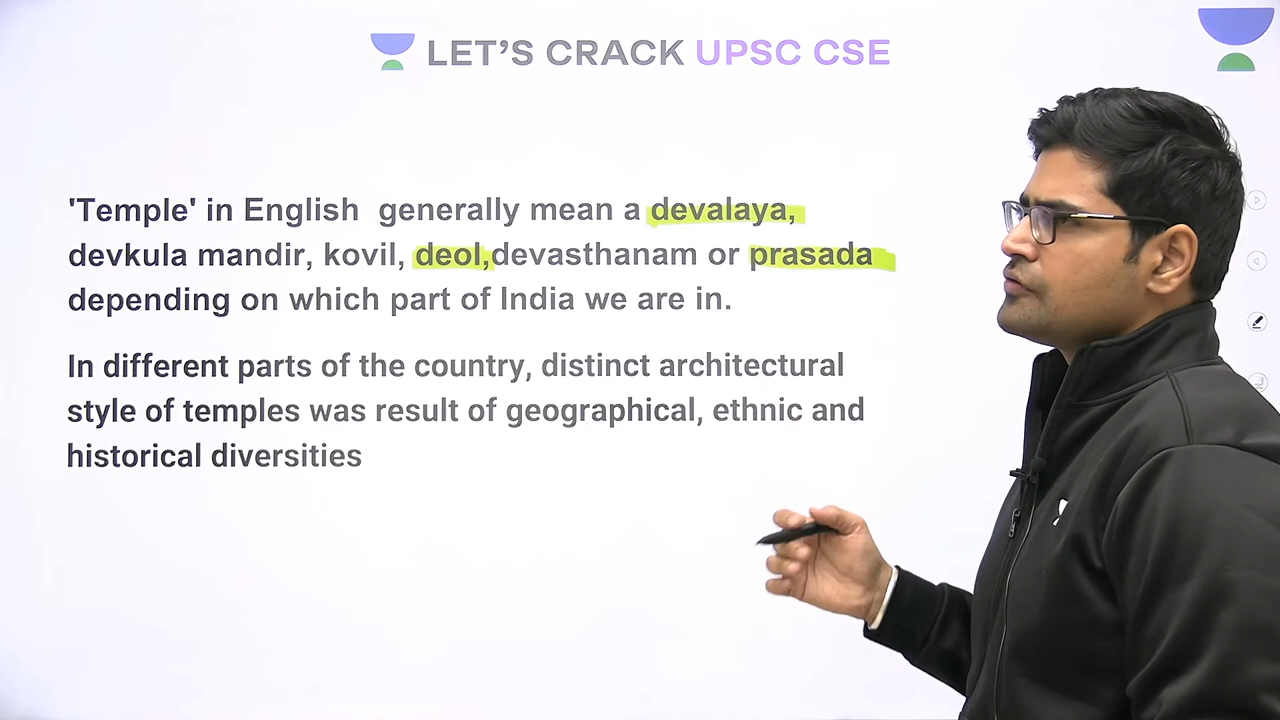 LET'S CRACK UPSC CSE
'Temple' in English generally mean a devalaya,
devkula mandir, kovil, deol,devasthanam or prasada
depending on which part of India we are in.
In different parts of the country, distinct architectural
style of temples was result of geographical, ethnic and
historical diversities